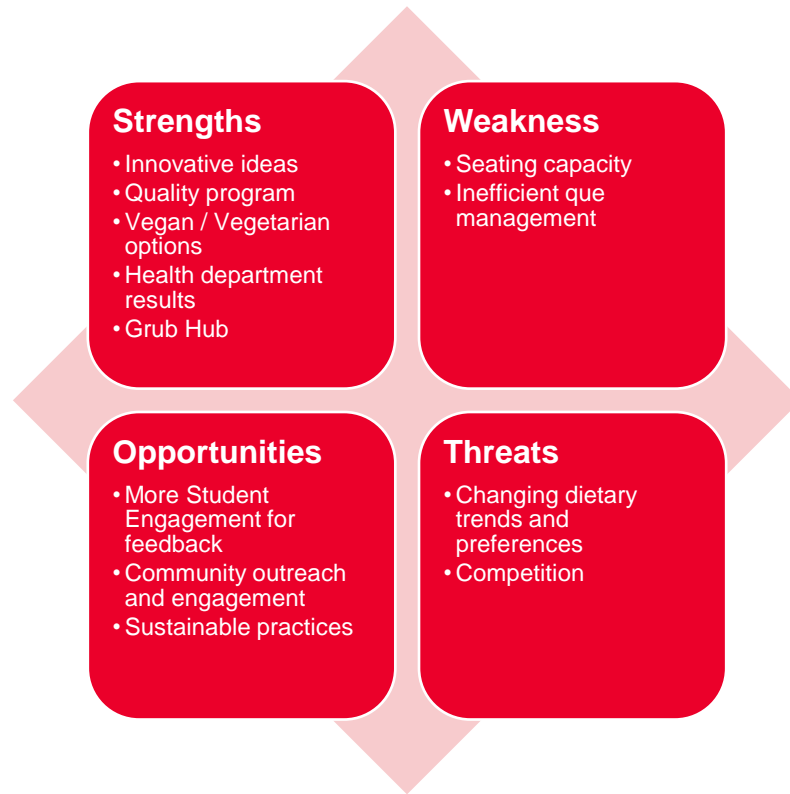 Strengths
• Innovative ideas
• Quality program
• Vegan / Vegetarian
options
• Health department
results
• Grub Hub
Weakness
• Seating capacity
• Inefficient que
management
Opportunities
• More Student
Engagement for
feedback
• Community outreach
and engagement
• Sustainable practices
Threats
• Changing dietary
trends and
preferences
• Competition